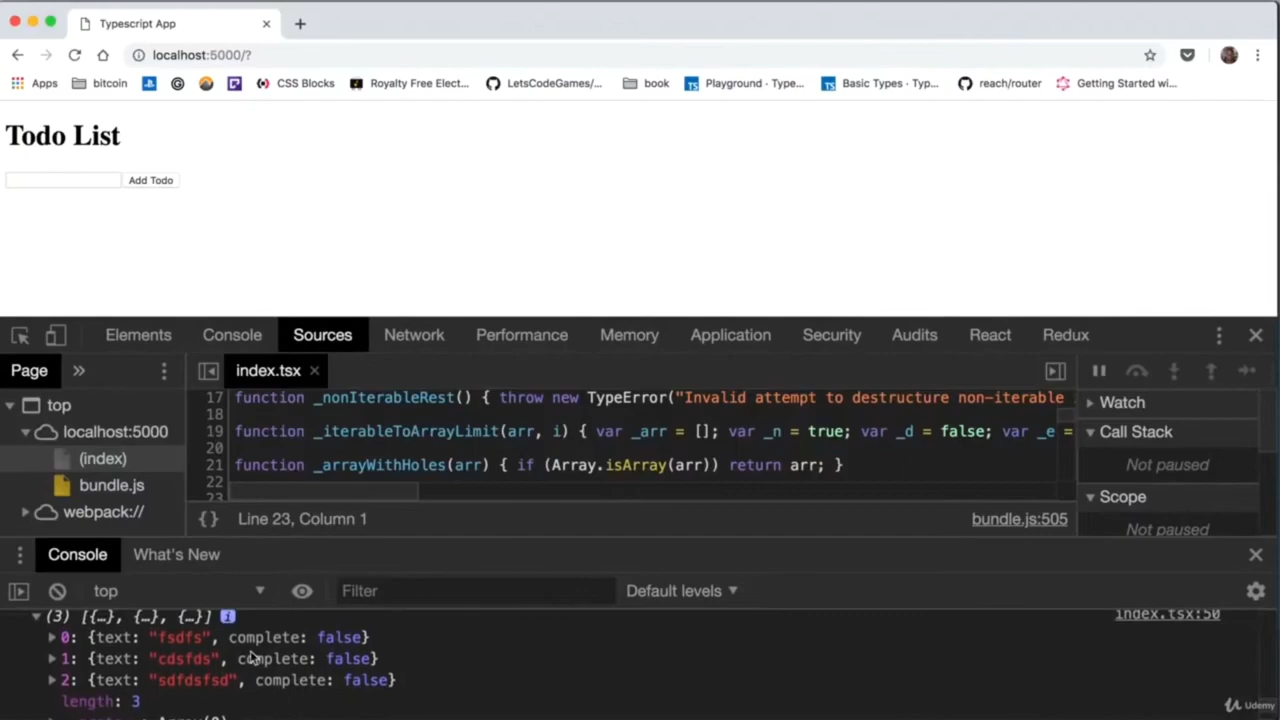 Typescript App
localhost:5000/?
Apps bitcoin CSS Blocks Royalty Free Elect... LetsCodeGames/... book TS Playground · Type... TS Basic Types · Typ... reach/router Getting Started wi...
Todo List
Add Todo
Elements Console Sources Network Performance Memory Application Security Audits React Redux
Page » index.tsx
17 function _nonIterableRest() { throw new TypeError("Invalid attempt to destructure non-iterable
18
19 function _iterableToArrayLimit(arr, i) { var _arr = []; var _n = true; var _d = false; var _e =
20
21 function _arrayWithHoles(arr) { if (Array.isArray(arr)) return arr; }
22
23
top
localhost:5000
(index)
bundle.js
webpack://
Watch
Call Stack
Not paused
Scope
Not paused
{} Line 23, Column 1 bundle.js:505
Console What's New
top Filter Default levels
(3) [{…}, {…}, {…}] i index.tsx:50
0: {text: "fsdfs", complete: false}
1: {text: "cdsfds", complete: false}
2: {text: "sdfdsfsd", complete: false}
length: 3
Udemy